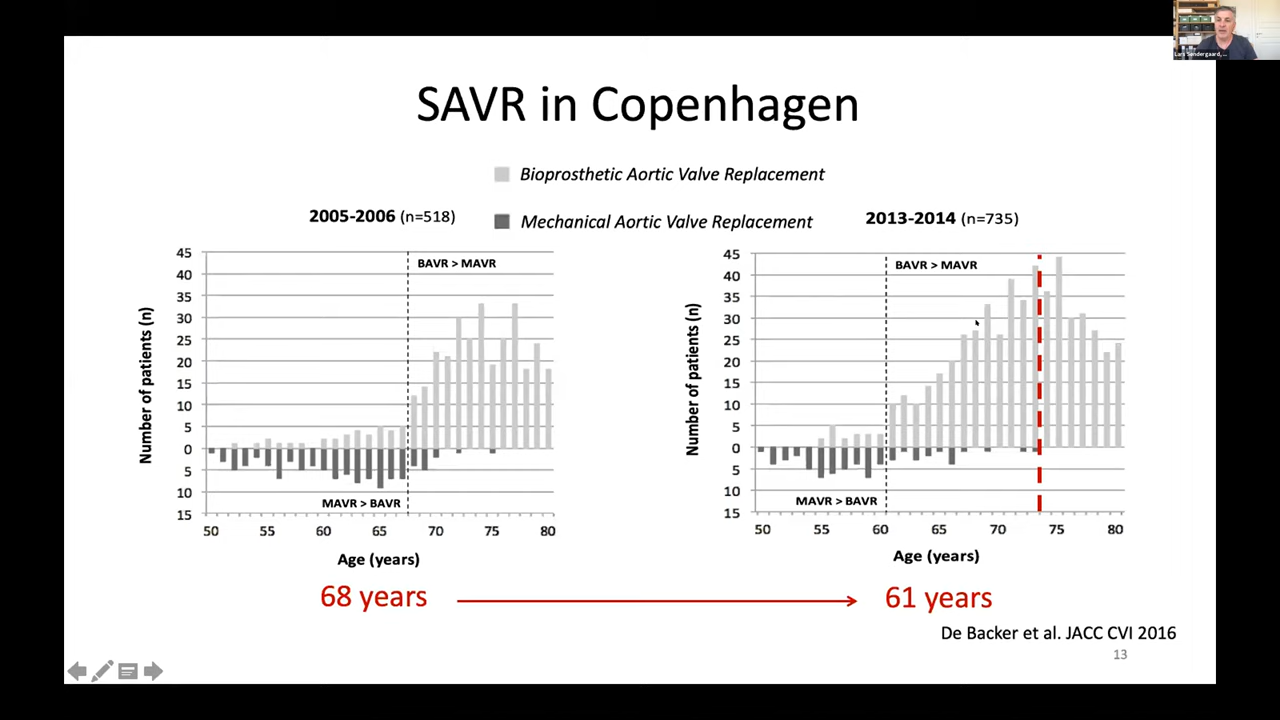 Lars Søndergaard, ...
SAVR in Copenhagen
Bioprosthetic Aortic Valve Replacement
2005-2006 (n=518)
Mechanical Aortic Valve Replacement
2013-2014 (n=735)
45
40
35
30
25
20
15
10
5
0
5
10
15
Number of patients (n)
BAVR > MAVR
MAVR > BAVR
50
55
60
65
70
75
80
Age (years)
45
40
35
30
25
20
15
10
5
0
5
10
15
Number of patients (n)
BAVR > MAVR
MAVR > BAVR
50
55
60
65
70
75
80
Age (years)
68 years
61 years
De Backer et al. JACC CVI 2016
13